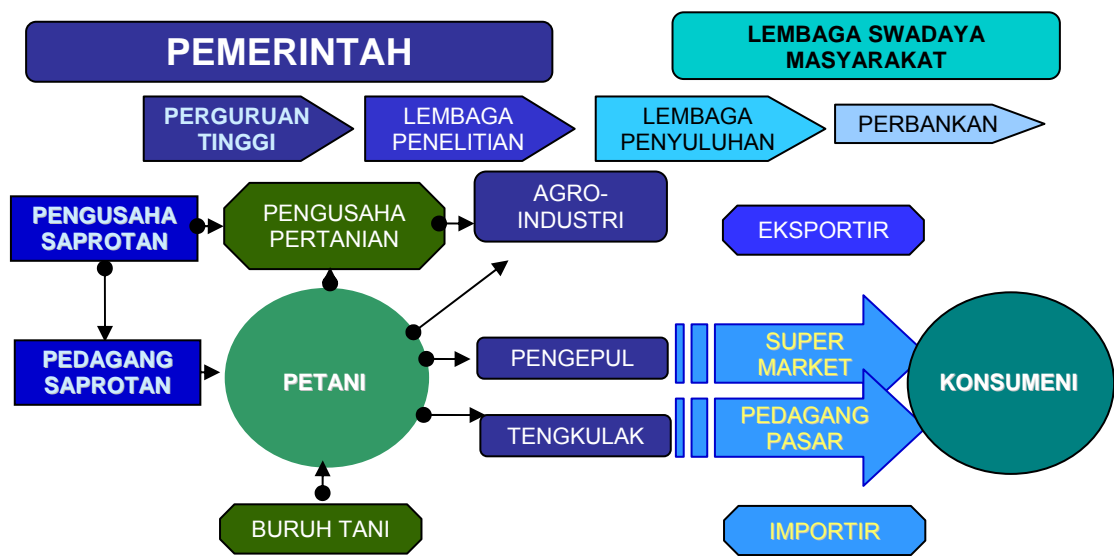 PEMERINTAH
LEMBAGA SWADAYA
MASYARAKAT
PERGURUAN
TINGGI
LEMBAGA
PENELITIAN
LEMBAGA
PENYULUHAN
PERBANKAN
PENGUSAHA
SAPROTAN
PENGUSAHA
PERTANIAN
AGRO-
INDUSTRI
EKSPORTIR
PEDAGANG
SAPROTAN
PETANI
PENGEPUL
SUPER
MARKET
KONSUMENI
TENGKULAK
PEDAGANG
PASAR
BURUH TANI
IMPORTIR